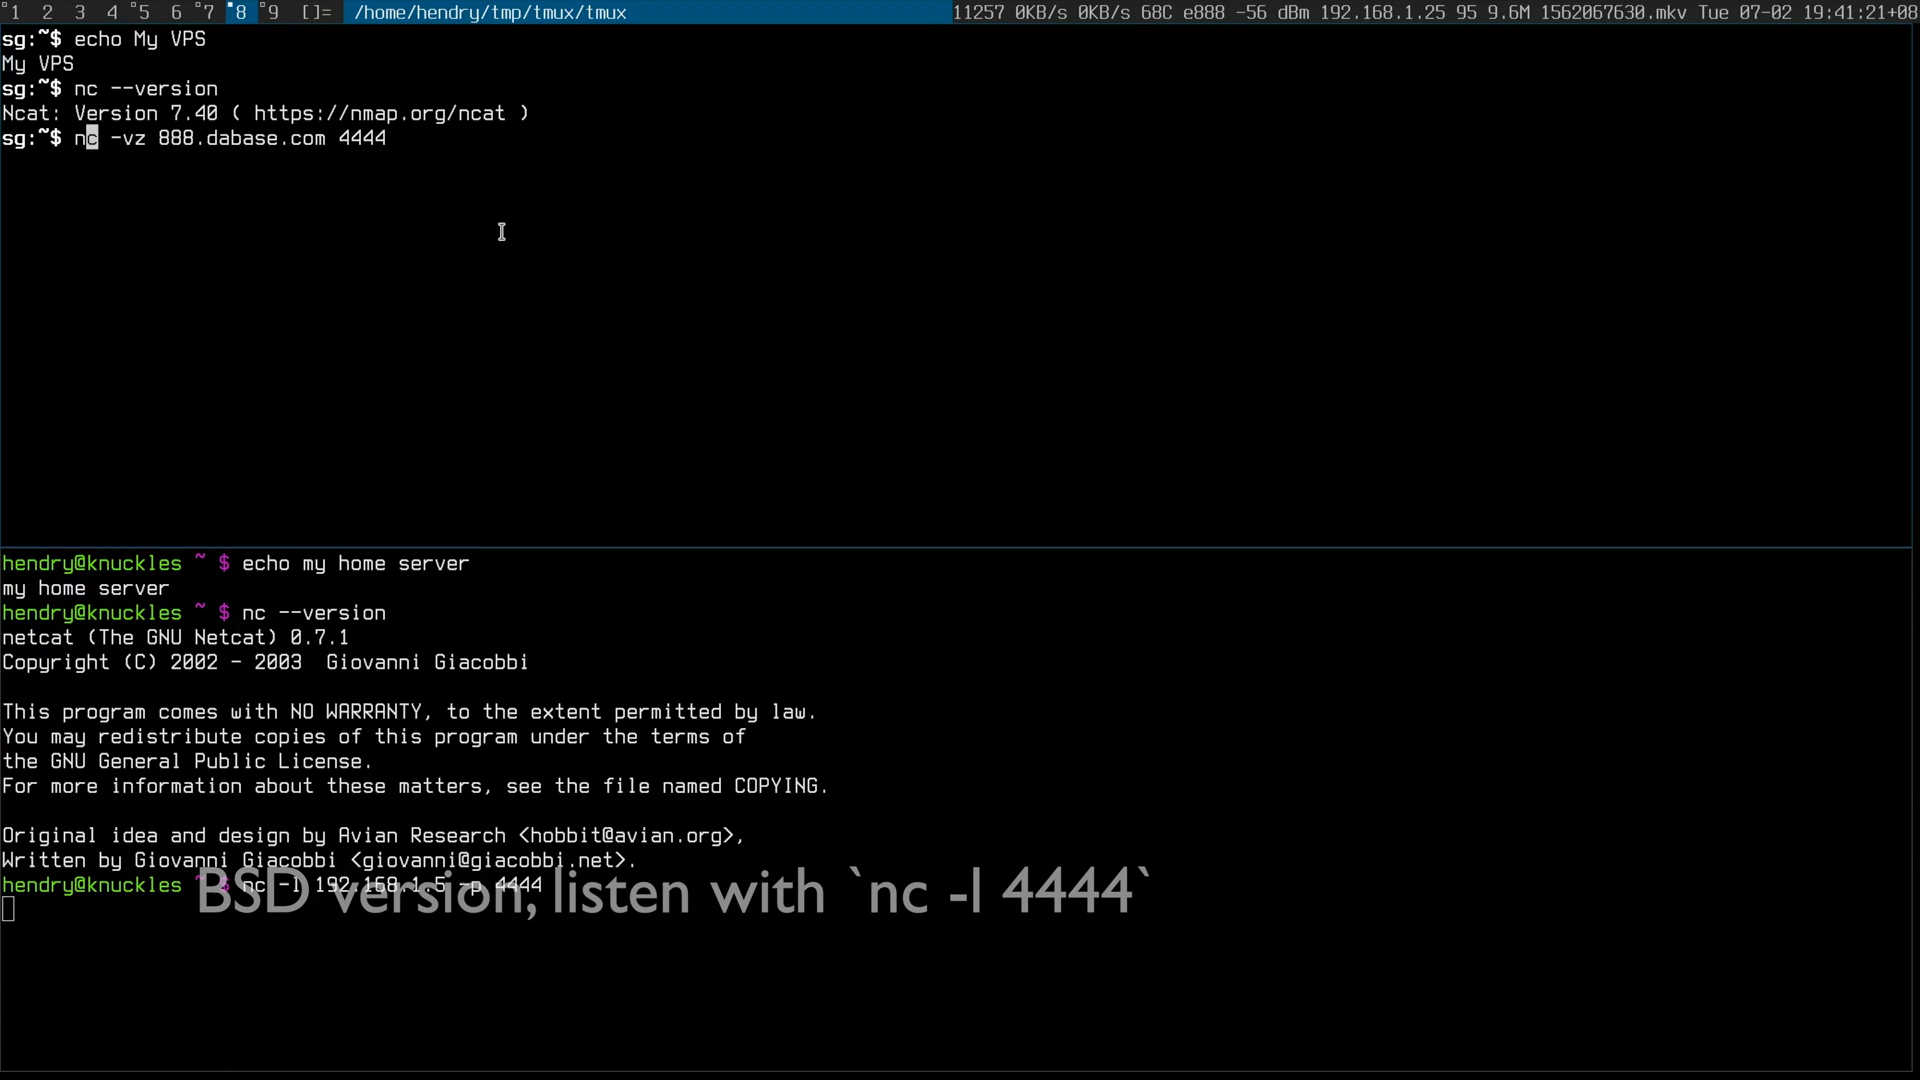 1 2 3 4 5 6 7 8 9 []= /home/hendry/tmp/tmux/tmux 11257 0KB/s 0KB/s 68C e888 -56 dBm 192.168.1.25 95 9.6M 1562067630.mkv Tue 07-02 19:41:21+08
sg:~$ echo My VPS
My VPS
sg:~$ nc --version
Ncat: Version 7.40 ( https://nmap.org/ncat )
sg:~$ nc -vz 888.dabase.com 4444
hendry@knuckles ~ $ echo my home server
my home server
hendry@knuckles ~ $ nc --version
netcat (The GNU Netcat) 0.7.1
Copyright (C) 2002 - 2003  Giovanni Giacobbi
This program comes with NO WARRANTY, to the extent permitted by law.
You may redistribute copies of this program under the terms of
the GNU General Public License.
For more information about these matters, see the file named COPYING.
Original idea and design by Avian Research <hobbit@avian.org>,
Written by Giovanni Giacobbi <giovanni@giacobbi.net>.
hendry@knuckles ~ $ nc -l 192.168.1.5 -p 4444
BSD version, listen with `nc -l 4444`